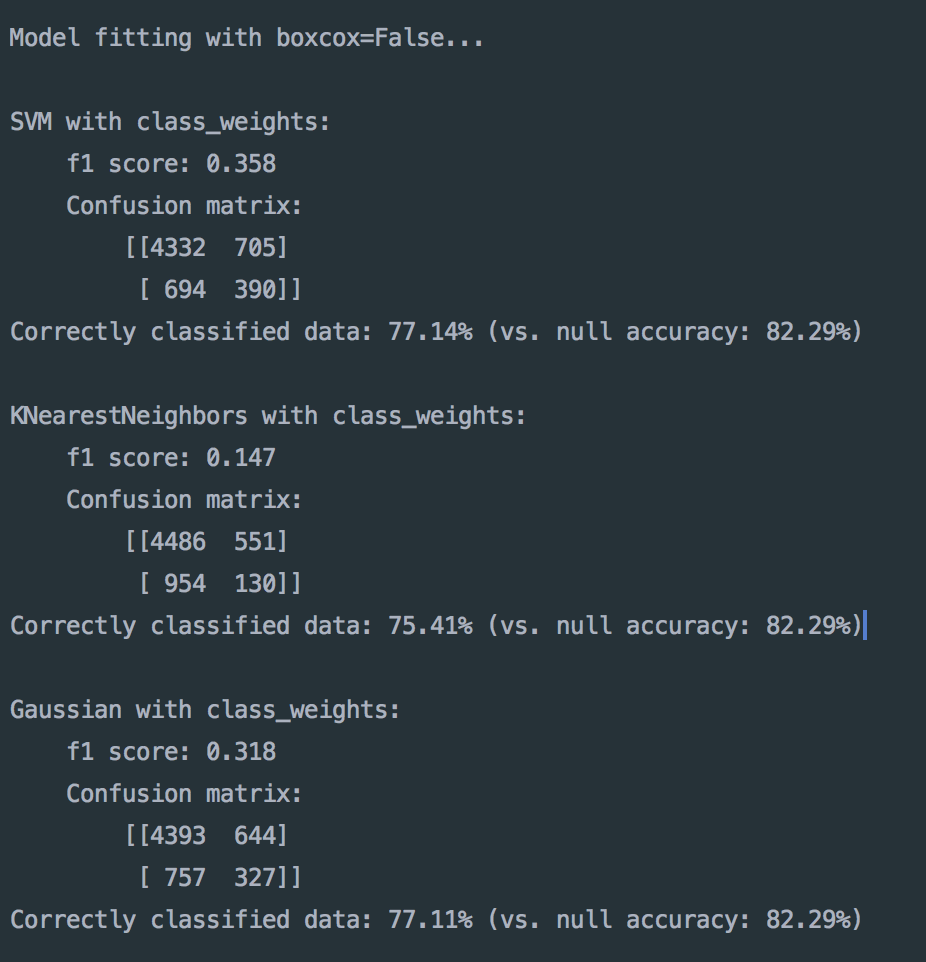 Model fitting with boxcox=False...
SVM with class_weights:
f1 score: 0.358
Confusion matrix:
[[4332  705]
[ 694  390]]
Correctly classified data: 77.14% (vs. null accuracy: 82.29%)
KNearestNeighbors with class_weights:
f1 score: 0.147
Confusion matrix:
[[4486  551]
[ 954  130]]
Correctly classified data: 75.41% (vs. null accuracy: 82.29%)
Gaussian with class_weights:
f1 score: 0.318
Confusion matrix:
[[4393  644]
[ 757  327]]
Correctly classified data: 77.11% (vs. null accuracy: 82.29%)